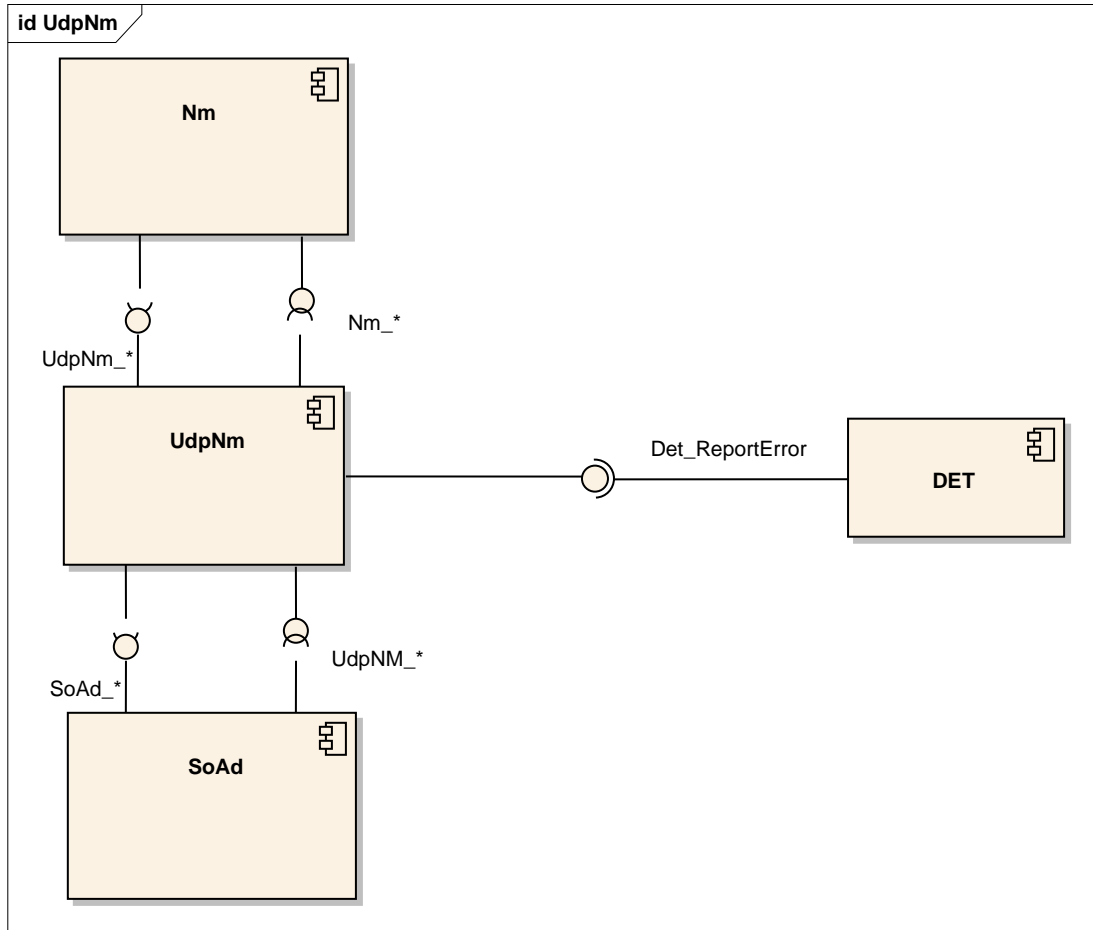 id UdpNm
Nm
Nm_*
UdpNm_*
UdpNm
Det_ReportError
DET
UdpNM_*
SoAd_*
SoAd